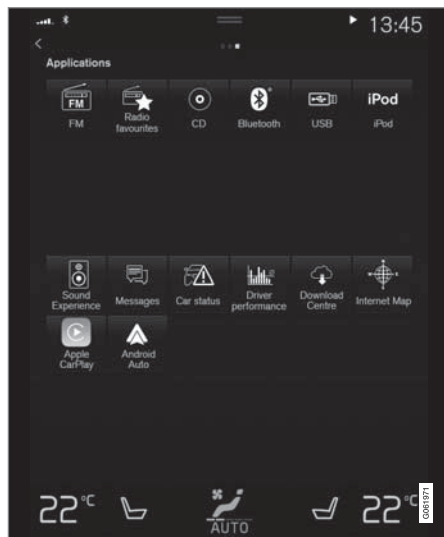 13:45
Applications
FM
iPod
FM
Radio
favourites
CD
Bluetooth
USB
iPod
Sound
Experience
Messages
Car status
Driver
performance
Download
Centre
Internet Map
Apple
CarPlay
Android
Auto
22°C
AUTO
22°C
G061971